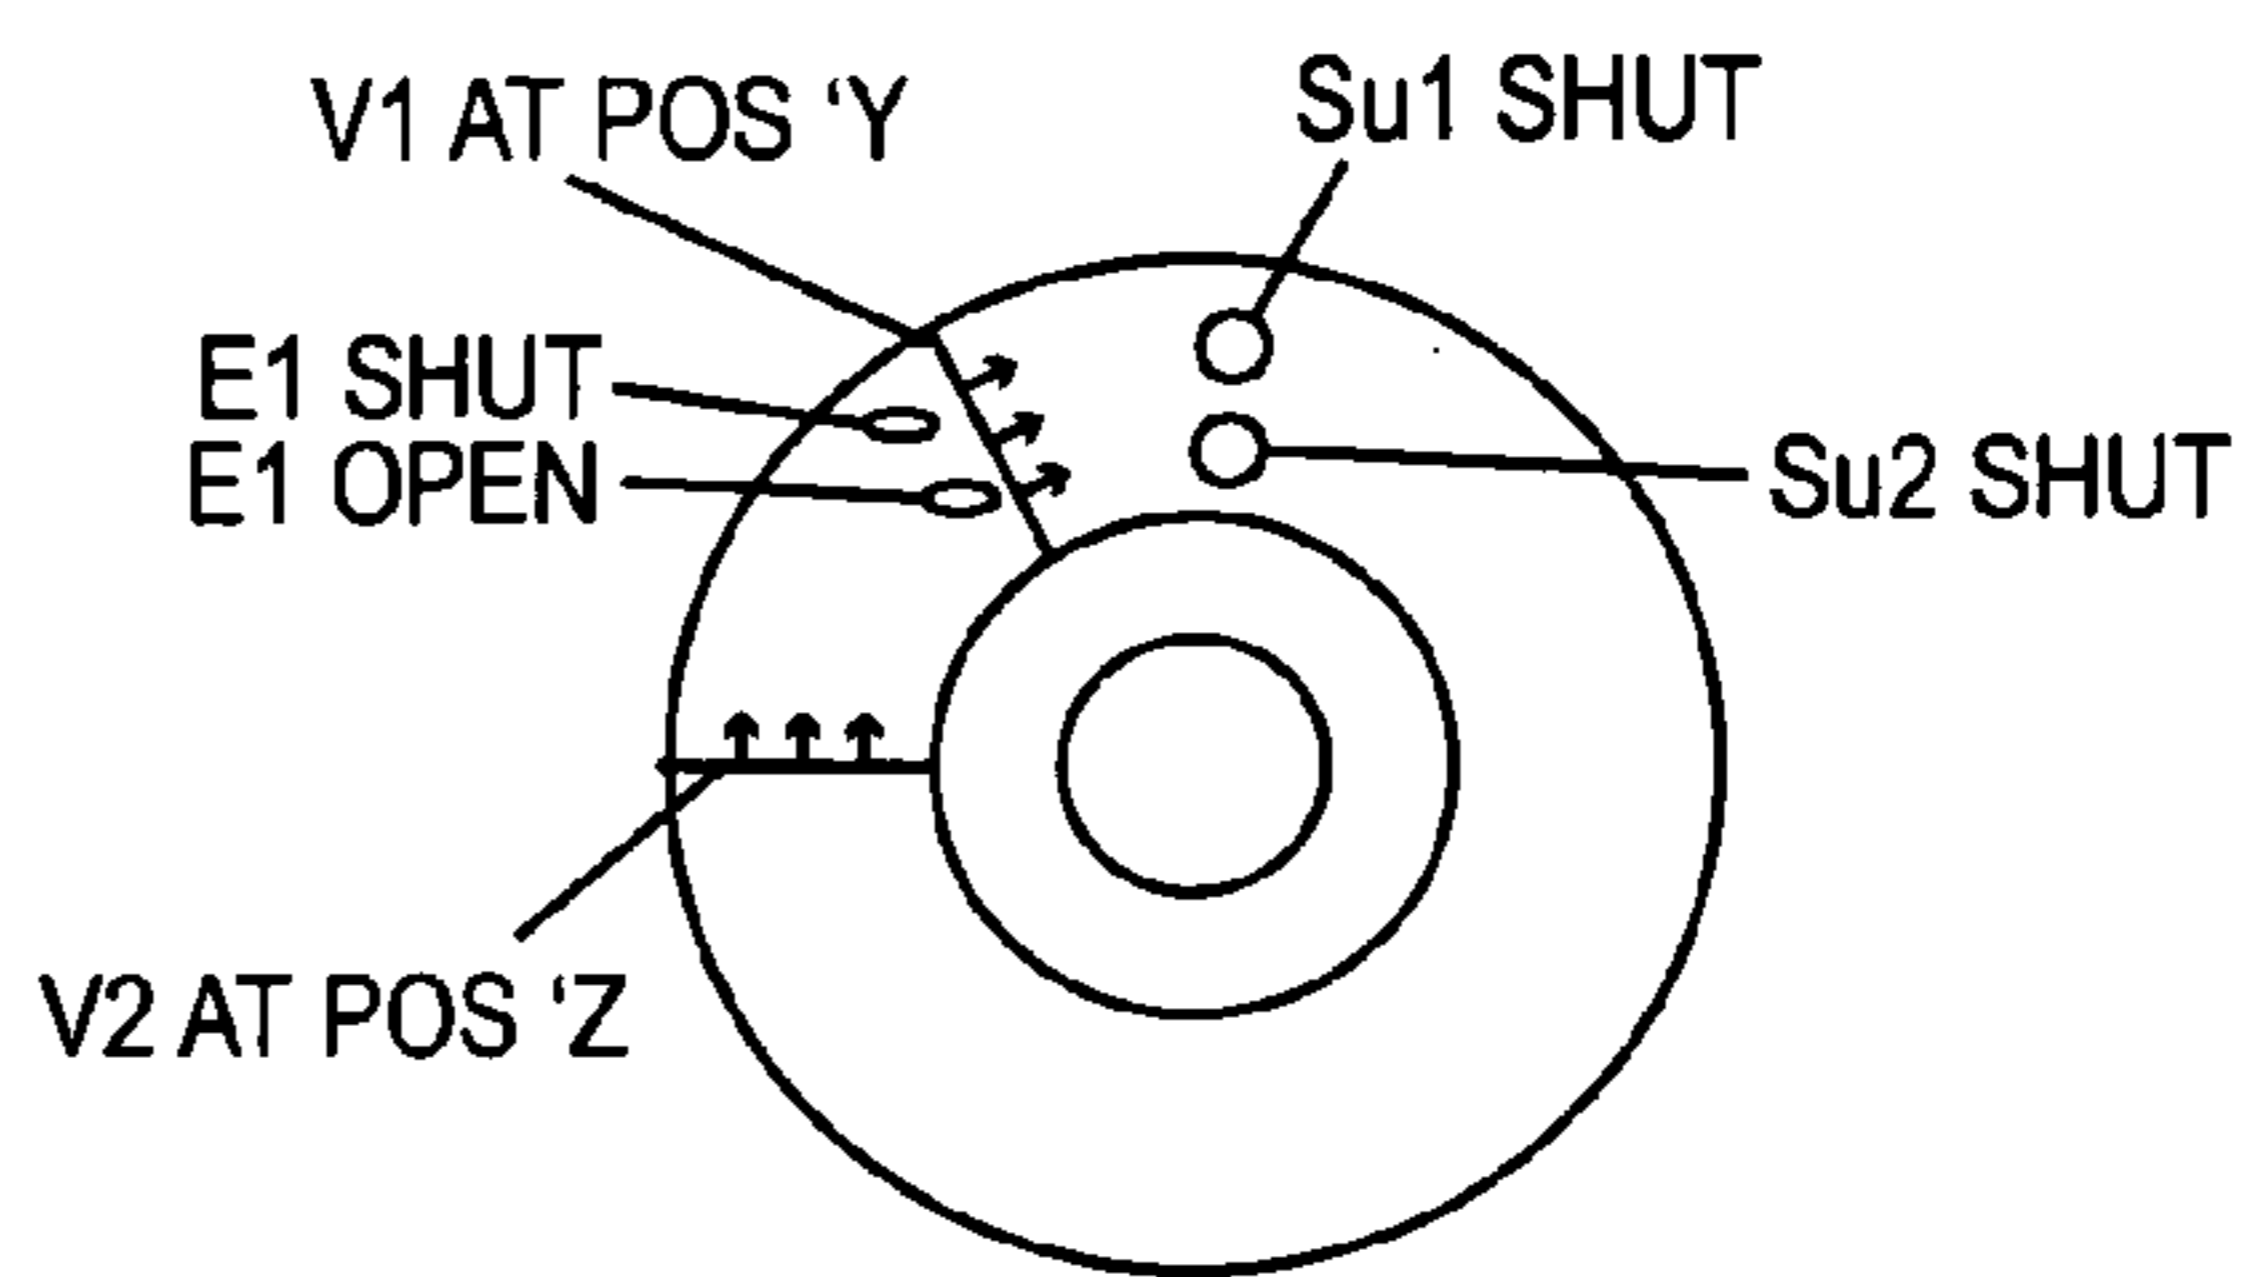 V1 AT POS ‘Y
Su1 SHUT
E1 SHUT
E1 OPEN
Su2 SHUT
V2 AT POS ‘Z